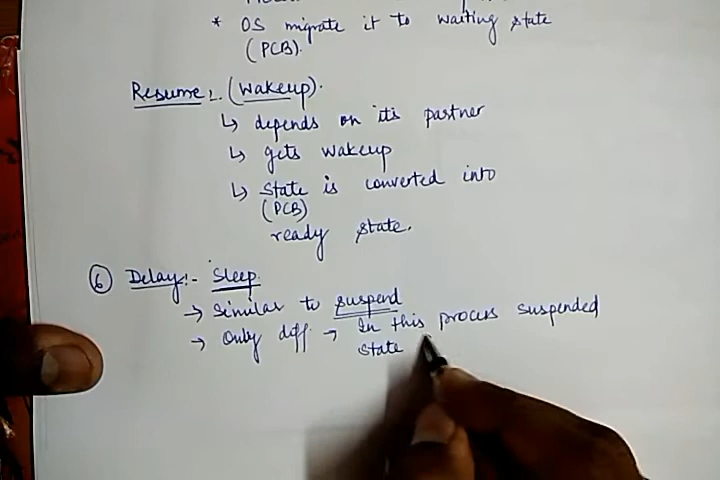 * OS migrate it to waiting state
(PCB).
Resume :. (Wakeup).
↳ depends on its partner
↳ gets wakeup
↳ State is converted into
(PCB)
ready state.
⑥ Delay:- Sleep.
→ Similar to suspend
→ Only diff. → In this process suspended
state